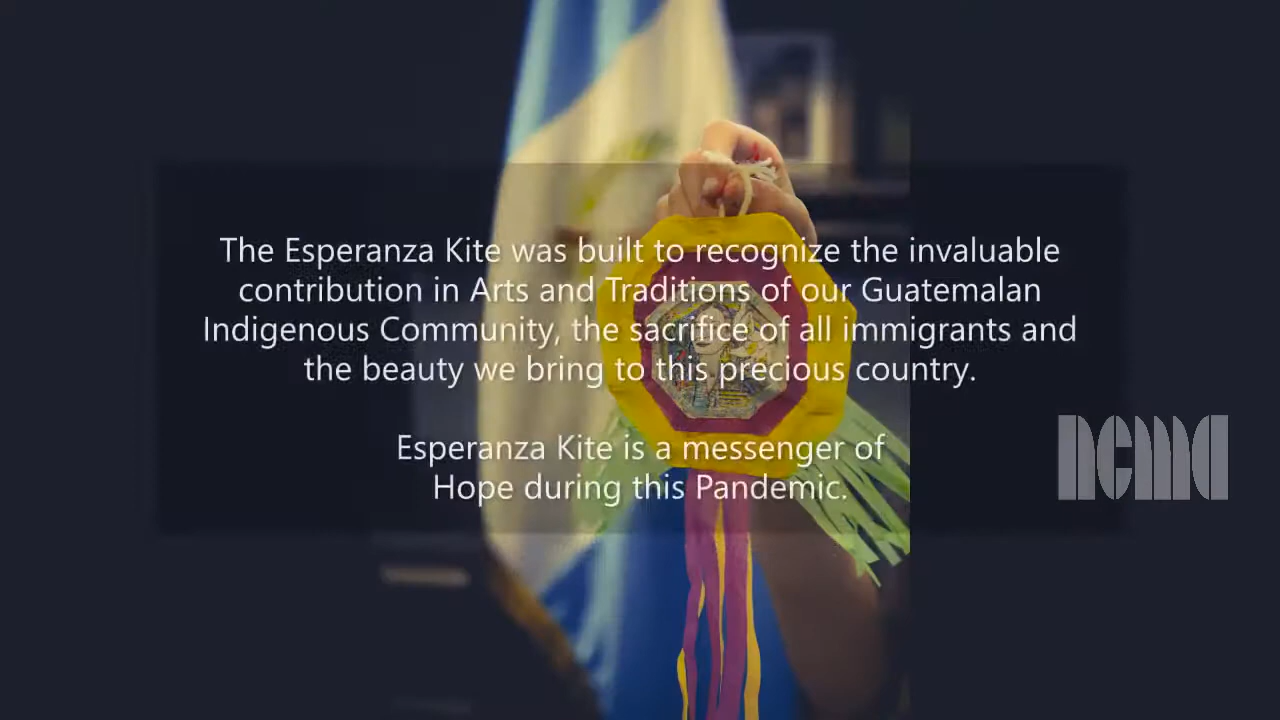 The Esperanza Kite was built to recognize the invaluable
contribution in Arts and Traditions of our Guatemalan
Indigenous Community, the sacrifice of all immigrants and
the beauty we bring to this precious country.
Esperanza Kite is a messenger of
Hope during this Pandemic.
ncma